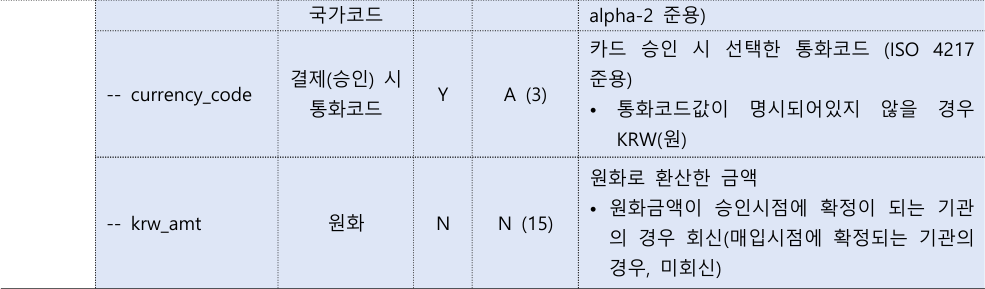 국가코드
alpha-2 준용)
-- currency_code
결제(승인) 시
통화코드
Y
A (3)
카드 승인 시 선택한 통화코드 (ISO 4217
준용)
• 통화코드값이 명시되어있지 않을 경우
KRW(원)
-- krw_amt
원화
N
N (15)
원화로 환산한 금액
• 원화금액이 승인시점에 확정이 되는 기관
의 경우 회신(매입시점에 확정되는 기관의
경우, 미회신)